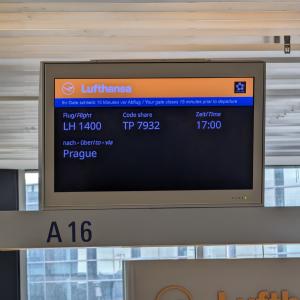 Lufthansa
Ihr Gate schließt 15 Minuten vor Abflug / Your gate closes 15 minutes prior to departure
Flug/Flight Code share Zeit/Time
LH 1400 TP 7932 17:00
nach - über/to - via
Prague
A 16
Lufth